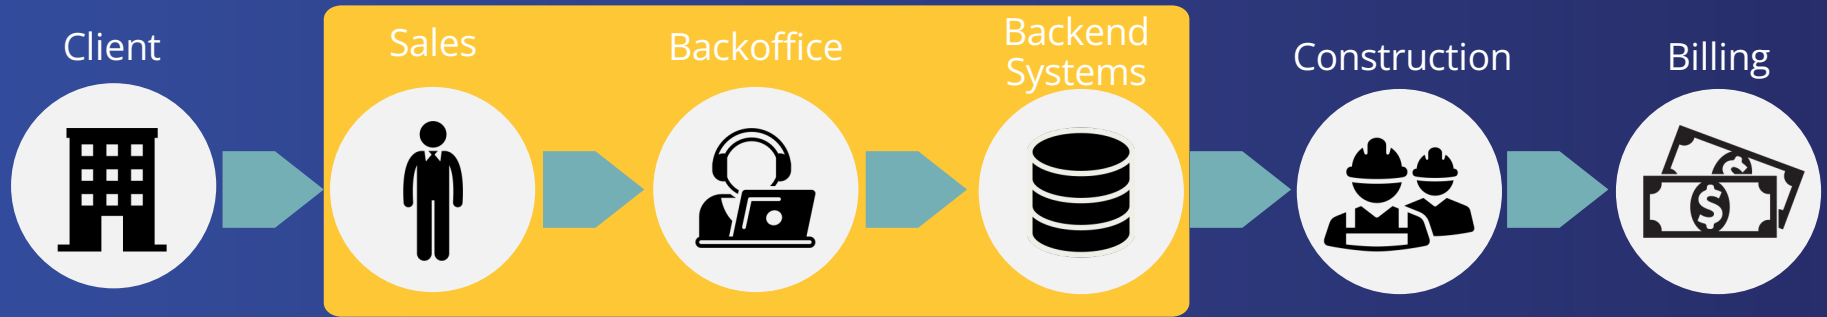 Client
Sales
Backoffice
Backend
Systems
Construction
Billing
$
$